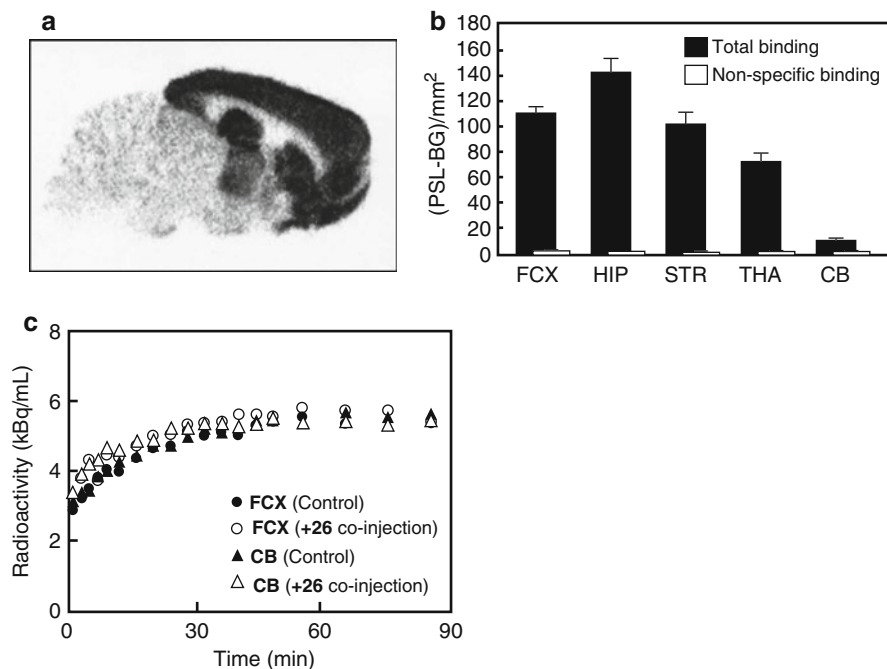 a
b
180
160
140
120
100
80
60
40
20
0
(PSL-BG)/mm²
Total binding
Non-specific binding
FCX HIP STR THA CB
c
8
6
4
2
0
Radioactivity (kBq/mL)
FCX (Control)
FCX (+26 co-injection)
CB (Control)
CB (+26 co-injection)
0 30 60 90
Time (min)